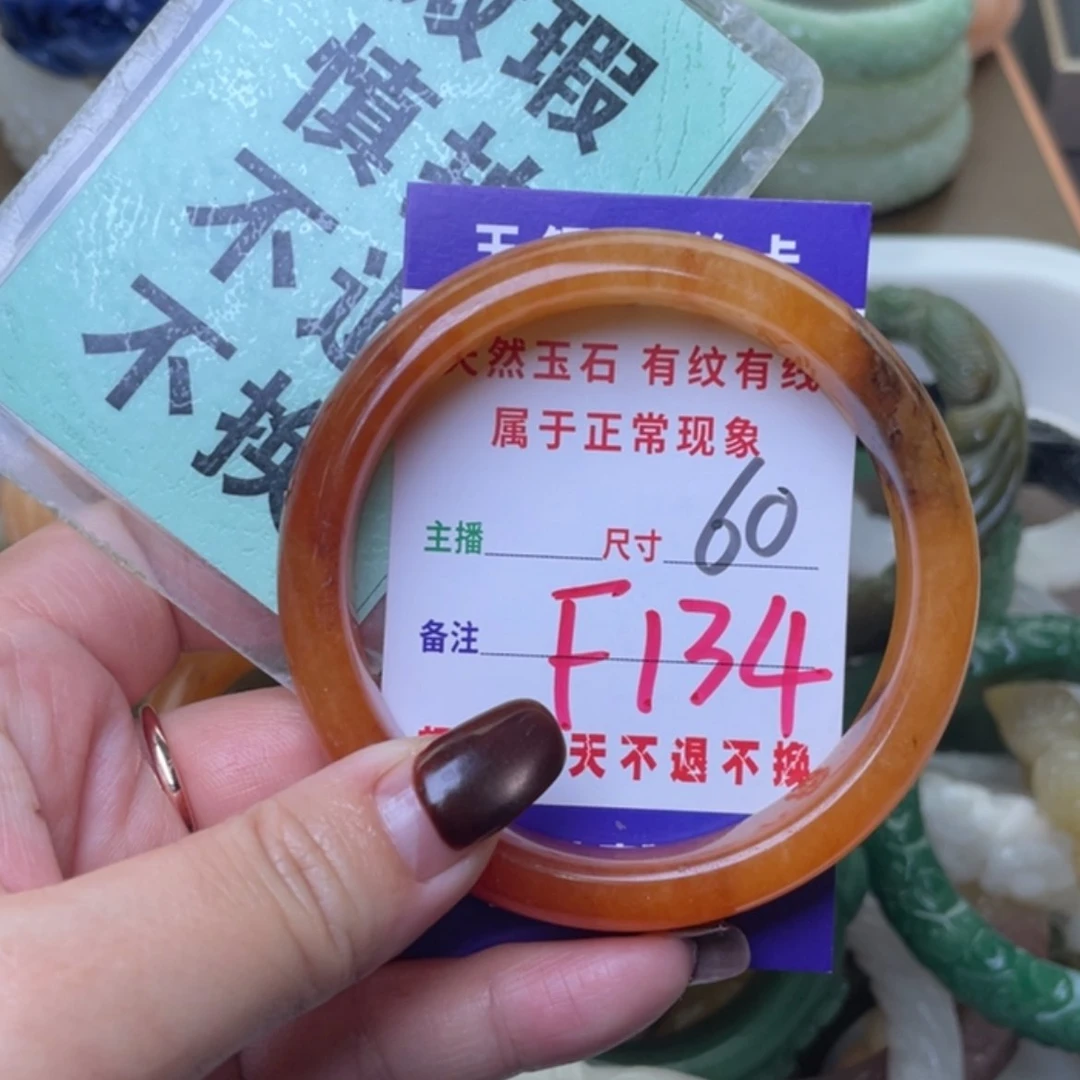 瑕
慎
不退
不换
天然玉石 有纹有线
属于正常现象
主播 尺寸 60
备注 F134
天不退不换